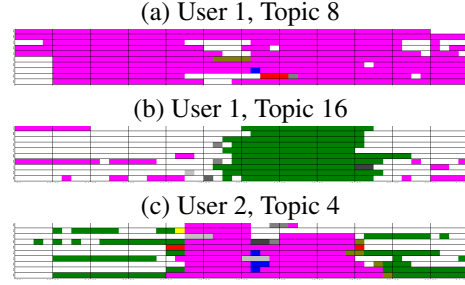 (a) User 1, Topic 8
(b) User 1, Topic 16
(c) User 2, Topic 4